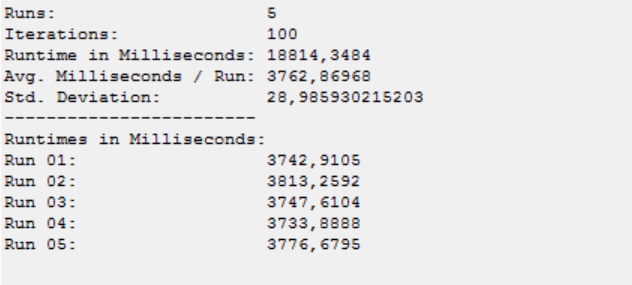 Runs: 5
Iterations: 100
Runtime in Milliseconds: 18814,3484
Avg. Milliseconds / Run: 3762,86968
Std. Deviation: 28,985930215203
------------------------
Runtimes in Milliseconds:
Run 01: 3742,9105
Run 02: 3813,2592
Run 03: 3747,6104
Run 04: 3733,8888
Run 05: 3776,6795